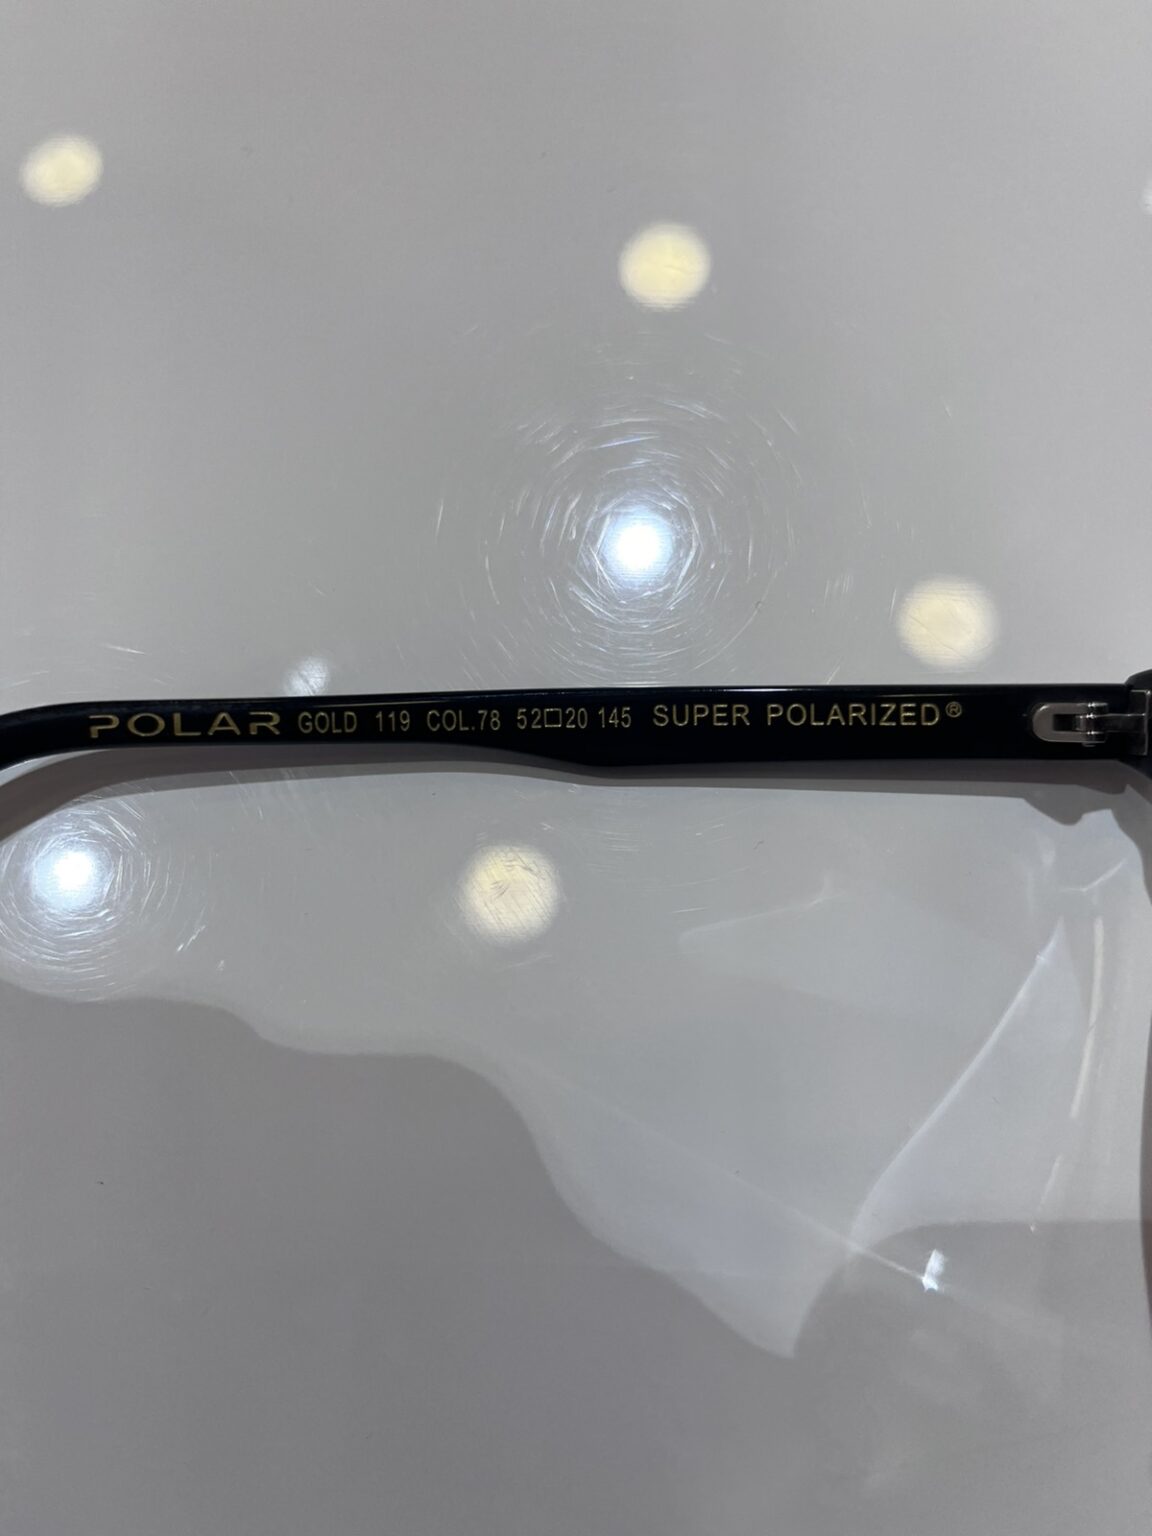 POLAR GOLD 119 COL.78 52□20 145 SUPER POLARIZED®